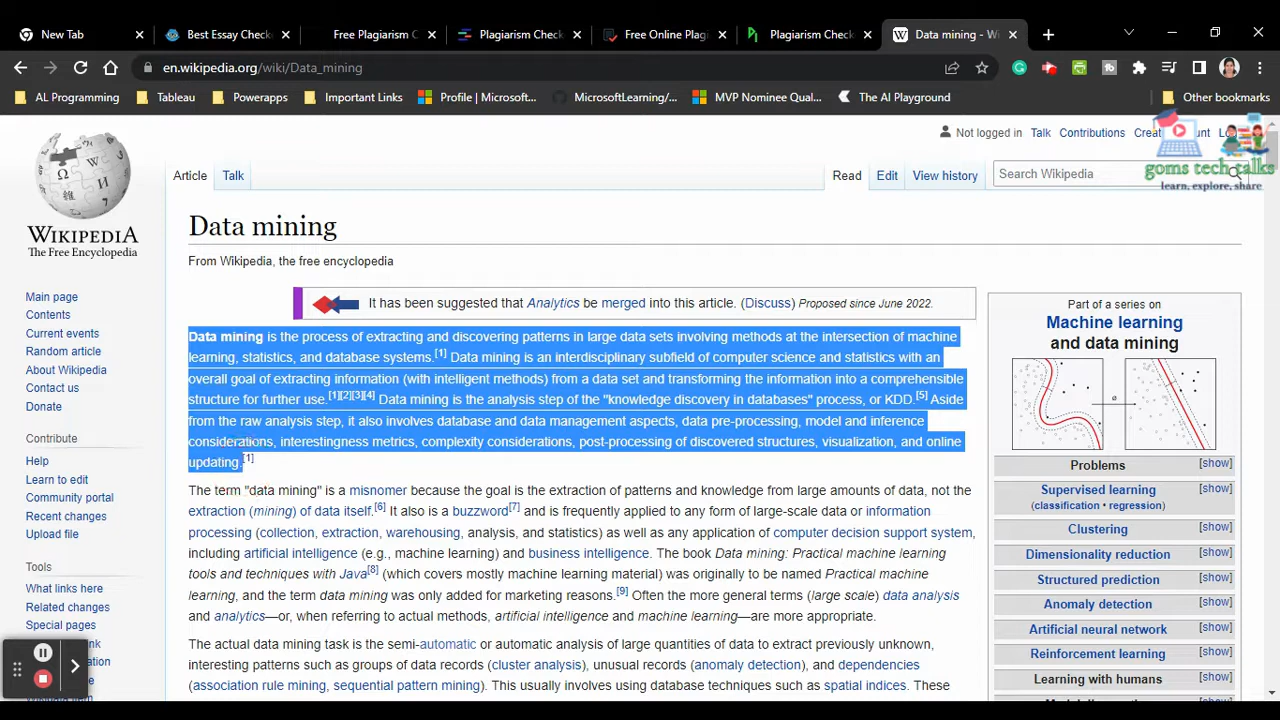 New Tab
Best Essay Check
Free Plagiarism C
Plagiarism Check
Free Online Plagi
Plagiarism Check
Data mining - Wi
en.wikipedia.org/wiki/Data_mining
AL Programming
Tableau
Powerapps
Important Links
Profile | Microsoft...
MicrosoftLearning/...
MVP Nominee Qual...
The AI Playground
Other bookmarks
Not logged in Talk Contributions
goms tech talks
learn, explore, share
Article Talk
Read Edit View history
Search Wikipedia
WIKIPEDIA
The Free Encyclopedia
Main page
Contents
Current events
Random article
About Wikipedia
Contact us
Donate
Contribute
Help
Learn to edit
Community portal
Recent changes
Upload file
Tools
What links here
Related changes
Special pages
Data mining
From Wikipedia, the free encyclopedia
It has been suggested that Analytics be merged into this article. (Discuss) Proposed since June 2022.
Data mining is the process of extracting and discovering patterns in large data sets involving methods at the intersection of machine
learning, statistics, and database systems.[1] Data mining is an interdisciplinary subfield of computer science and statistics with an
overall goal of extracting information (with intelligent methods) from a data set and transforming the information into a comprehensible
structure for further use.[1][2][3][4] Data mining is the analysis step of the "knowledge discovery in databases" process, or KDD.[5] Aside
from the raw analysis step, it also involves database and data management aspects, data pre-processing, model and inference
considerations, interestingness metrics, complexity considerations, post-processing of discovered structures, visualization, and online
updating.[1]
The term "data mining" is a misnomer because the goal is the extraction of patterns and knowledge from large amounts of data, not the
extraction (mining) of data itself.[6] It also is a buzzword[7] and is frequently applied to any form of large-scale data or information
processing (collection, extraction, warehousing, analysis, and statistics) as well as any application of computer decision support system,
including artificial intelligence (e.g., machine learning) and business intelligence. The book Data mining: Practical machine learning
tools and techniques with Java[8] (which covers mostly machine learning material) was originally to be named Practical machine
learning, and the term data mining was only added for marketing reasons.[9] Often the more general terms (large scale) data analysis
and analytics—or, when referring to actual methods, artificial intelligence and machine learning—are more appropriate.
The actual data mining task is the semi-automatic or automatic analysis of large quantities of data to extract previously unknown,
interesting patterns such as groups of data records (cluster analysis), unusual records (anomaly detection), and dependencies
(association rule mining, sequential pattern mining). This usually involves using database techniques such as spatial indices. These
Part of a series on
Machine learning
and data mining
Problems [show]
Supervised learning [show]
(classification • regression)
Clustering [show]
Dimensionality reduction [show]
Structured prediction [show]
Anomaly detection [show]
Artificial neural network [show]
Reinforcement learning [show]
Learning with humans [show]